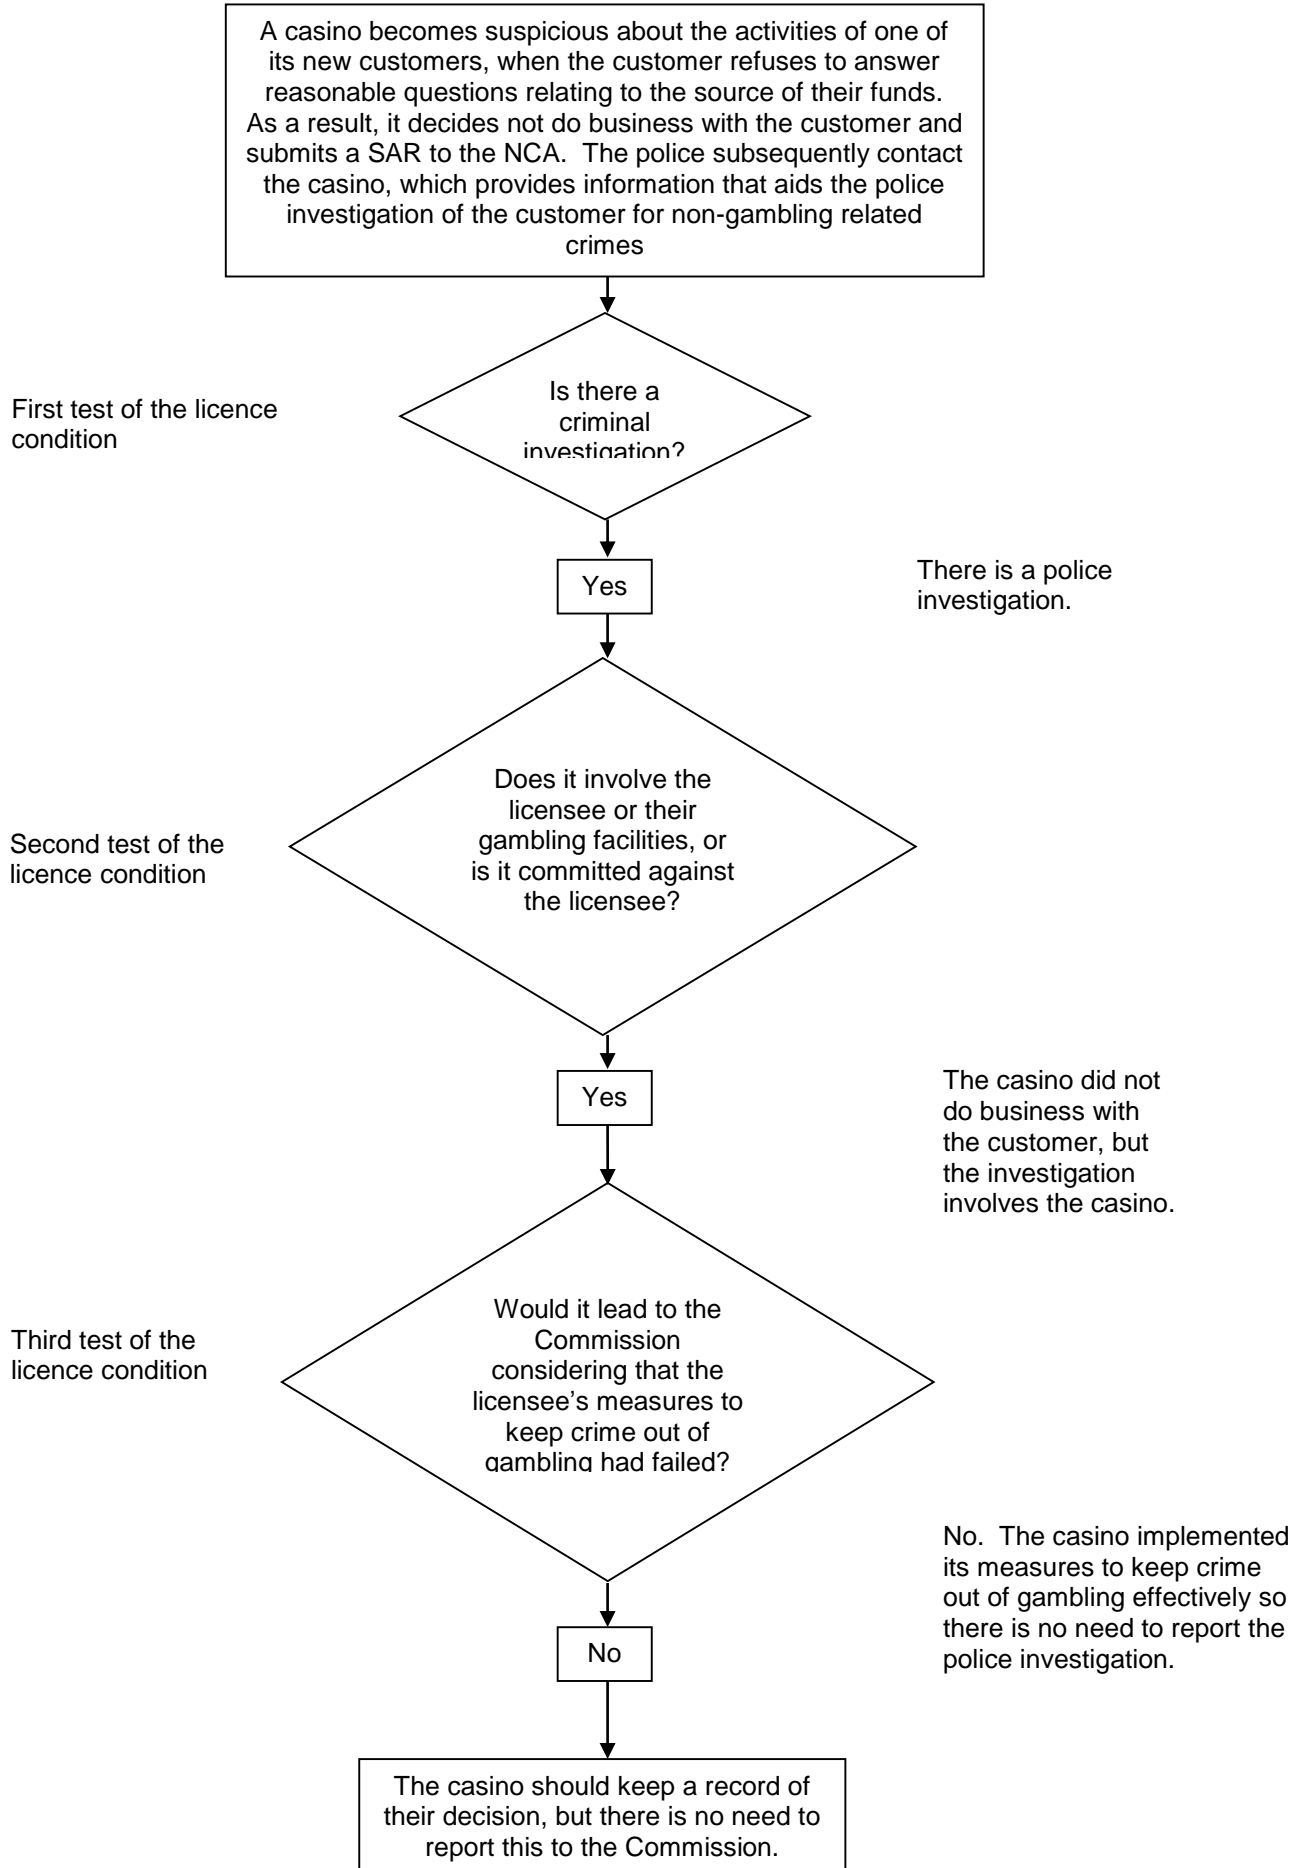 A casino becomes suspicious about the activities of one of
its new customers, when the customer refuses to answer
reasonable questions relating to the source of their funds.
As a result, it decides not do business with the customer and
submits a SAR to the NCA.  The police subsequently contact
the casino, which provides information that aids the police
investigation of the customer for non-gambling related
crimes
First test of the licence
condition
Is there a
criminal
investigation?
Yes
There is a police
investigation.
Second test of the
licence condition
Does it involve the
licensee or their
gambling facilities, or
is it committed against
the licensee?
Yes
The casino did not
do business with
the customer, but
the investigation
involves the casino.
Third test of the
licence condition
Would it lead to the
Commission
considering that the
licensee’s measures to
keep crime out of
gambling had failed?
No.  The casino implemented
its measures to keep crime
out of gambling effectively so
there is no need to report the
police investigation.
No
The casino should keep a record of
their decision, but there is no need to
report this to the Commission.